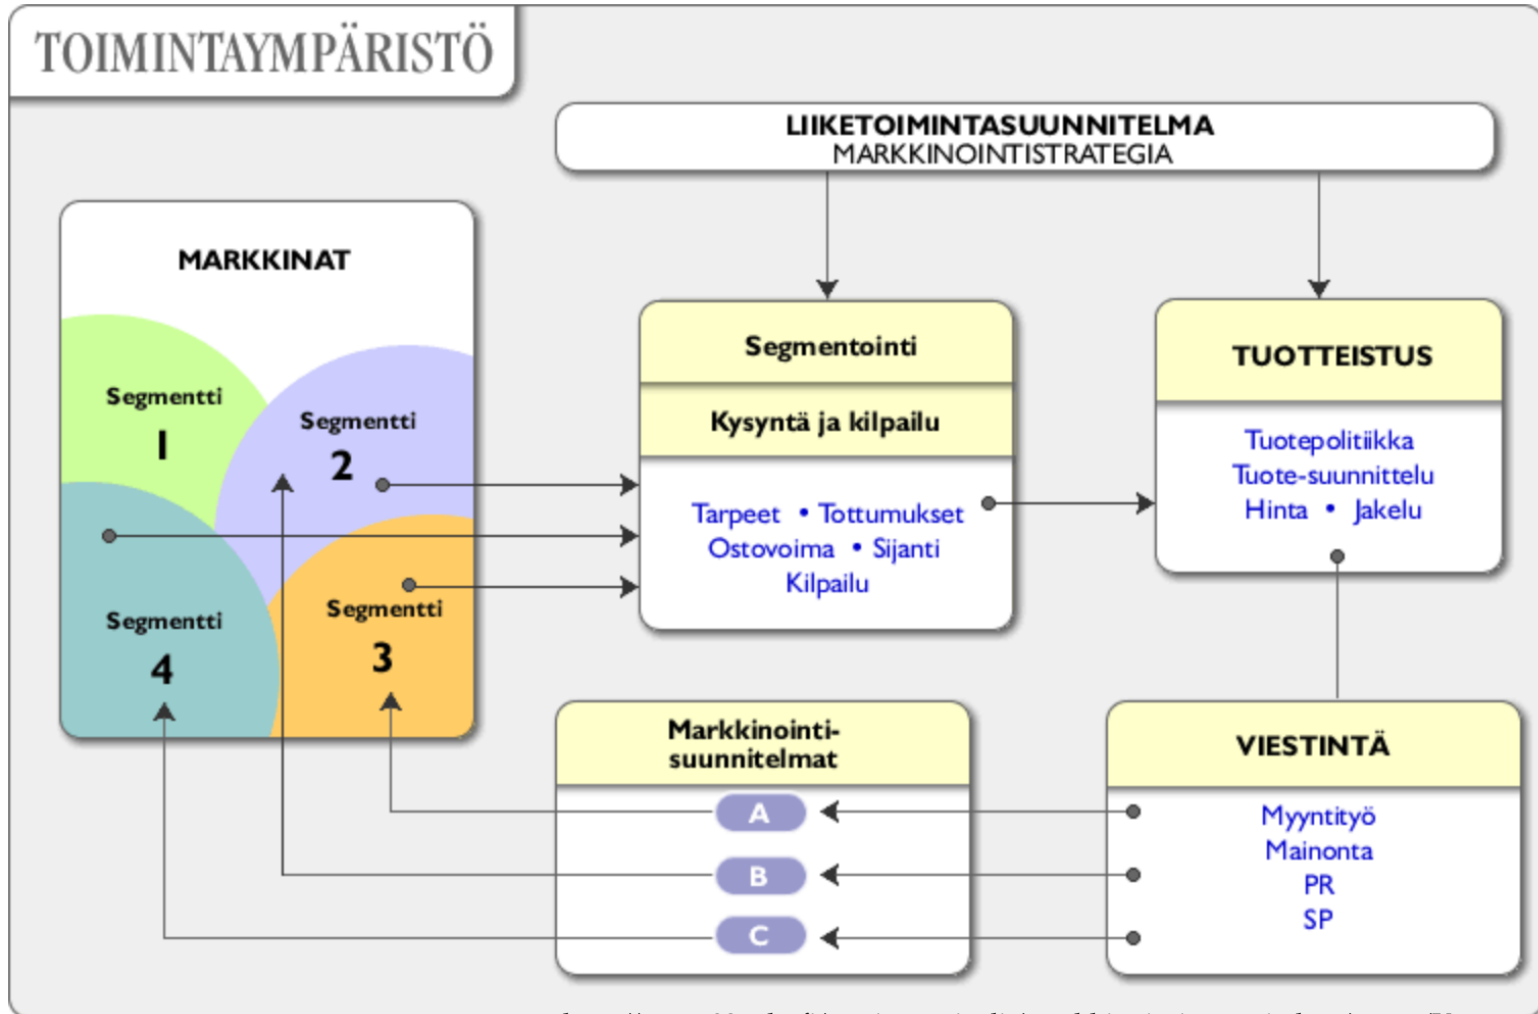 TOIMINTAYMPÄRISTÖ
LIIKETOIMINTASUUNNITELMA
MARKKINOINTISTRATEGIA
MARKKINAT
Segmentti
1
Segmentti
2
Segmentti
3
Segmentti
4
Segmentointi
Kysyntä ja kilpailu
Tarpeet • Tottumukset
Ostovoima • Sijanti
Kilpailu
TUOTTEISTUS
Tuotepolitiikka
Tuote-suunnittelu
Hinta • Jakelu
Markkinointi-
suunnitelmat
A
B
C
VIESTINTÄ
Myyntityö
Mainonta
PR
SP